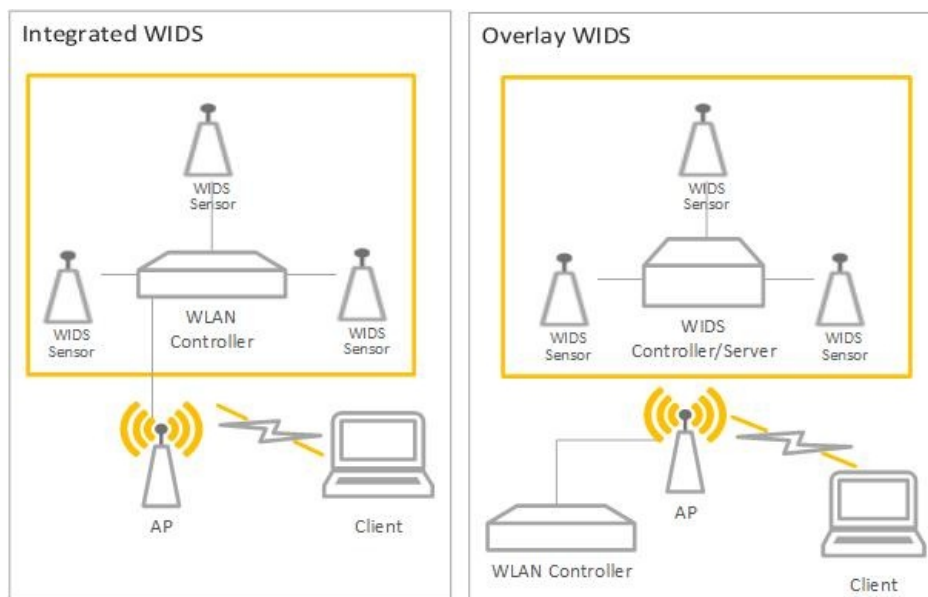 Integrated WIDS
WIDS
Sensor
WIDS
Sensor
WLAN
Controller
WIDS
Sensor
AP
Client
Overlay WIDS
WIDS
Sensor
WIDS
Sensor
WIDS
Controller/Server
WIDS
Sensor
AP
WLAN Controller
Client